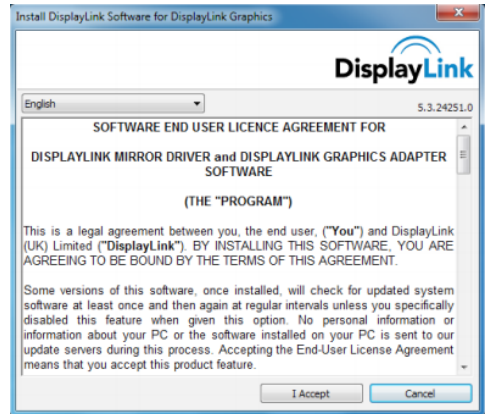 Install DisplayLink Software for DisplayLink Graphics
DisplayLink
English
5.3.24251.0
SOFTWARE END USER LICENCE AGREEMENT FOR
DISPLAYLINK MIRROR DRIVER and DISPLAYLINK GRAPHICS ADAPTER
SOFTWARE
(THE "PROGRAM")
This is a legal agreement between you, the end user, ("You") and DisplayLink
(UK) Limited ("DisplayLink"). BY INSTALLING THIS SOFTWARE, YOU ARE
AGREEING TO BE BOUND BY THE TERMS OF THIS AGREEMENT.
Some versions of this software, once installed, will check for updated system
software at least once and then again at regular intervals unless you specifically
disabled this feature when given this option. No personal information or
information about your PC or the software installed on your PC is sent to our
update servers during this process. Accepting the End-User License Agreement
means that you accept this product feature.
I Accept
Cancel